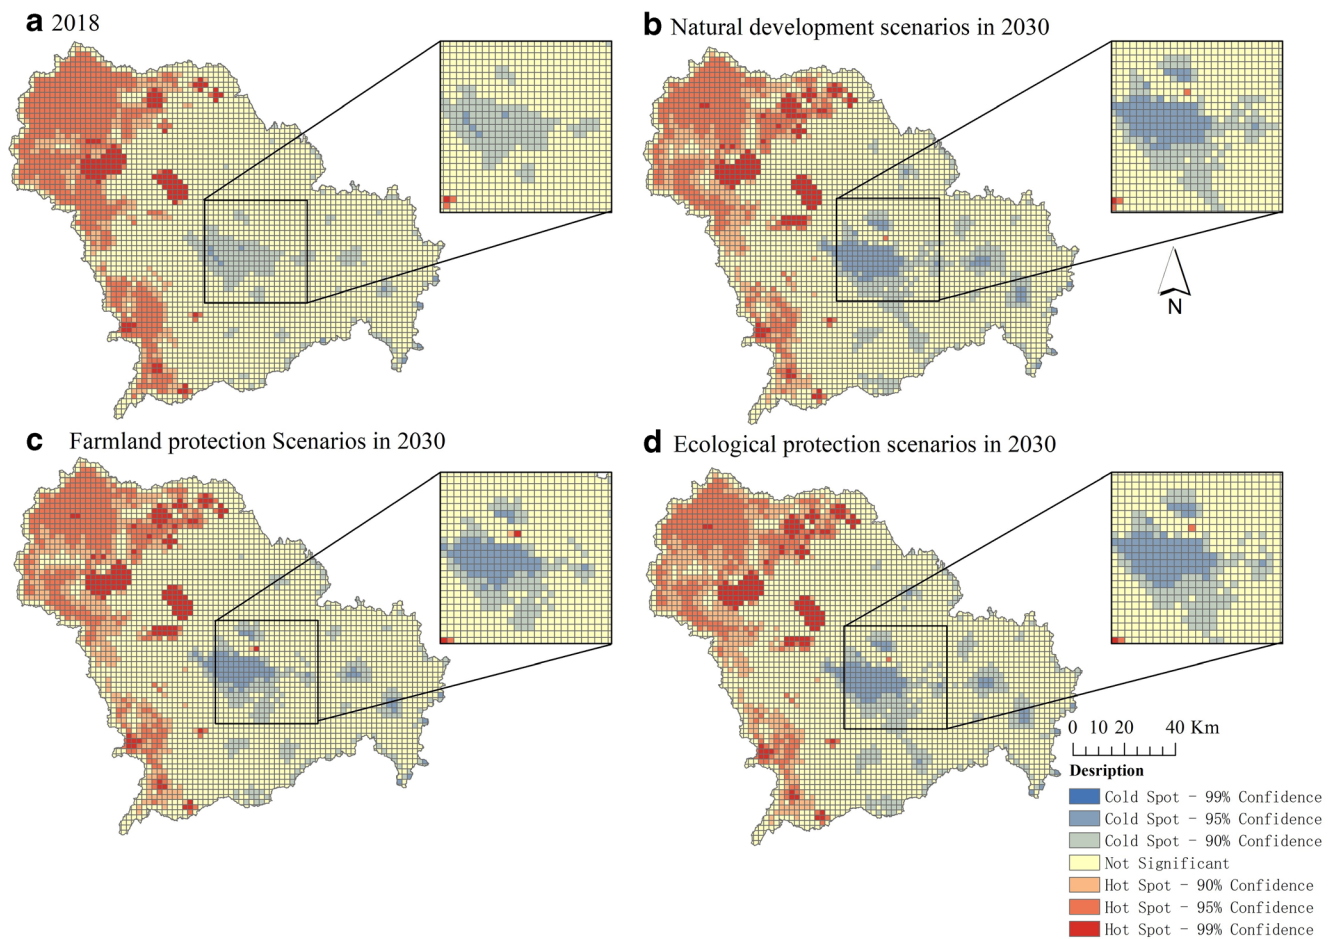 a 2018
b Natural development scenarios in 2030
N
c Farmland protection Scenarios in 2030
d Ecological protection scenarios in 2030
0 10 20 40 Km
Desription
Cold Spot - 99% Confidence
Cold Spot - 95% Confidence
Cold Spot - 90% Confidence
Not Significant
Hot Spot - 90% Confidence
Hot Spot - 95% Confidence
Hot Spot - 99% Confidence